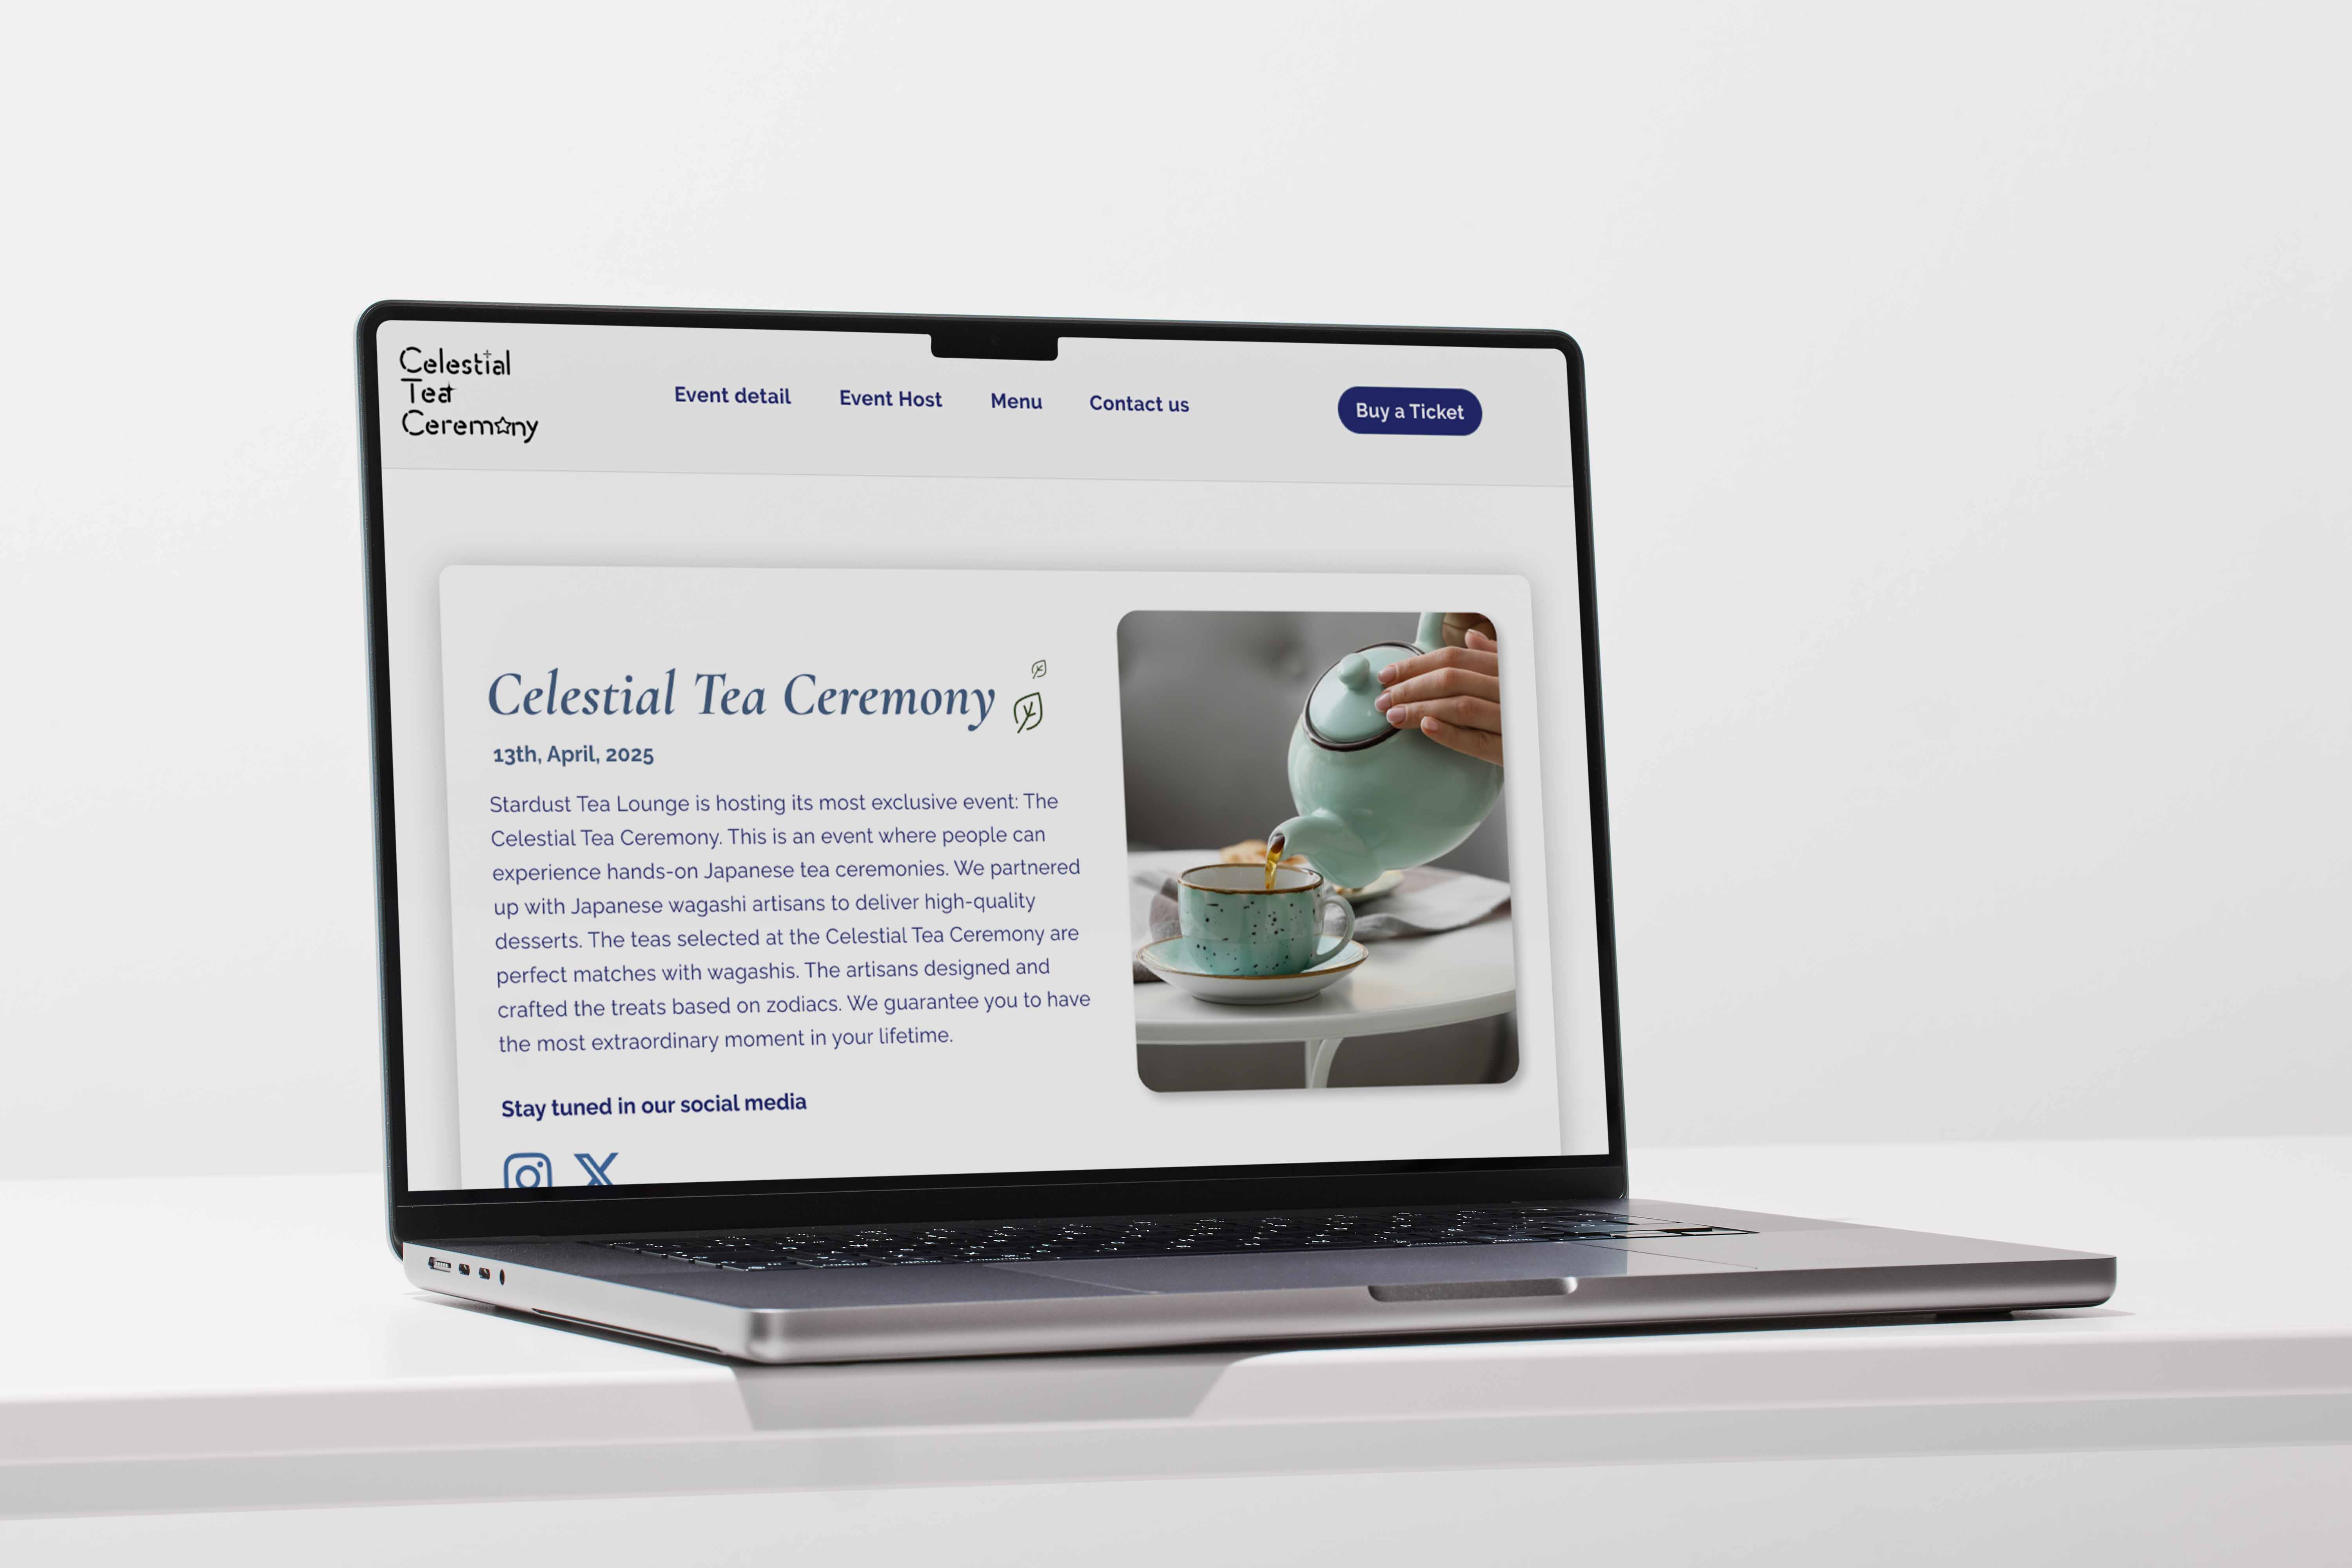 Celestial
Tea
Ceremony
Event detail
Event Host
Menu
Contact us
Buy a Ticket
Celestial Tea Ceremony
13th, April, 2025
Stardust Tea Lounge is hosting its most exclusive event: The
Celestial Tea Ceremony. This is an event where people can
experience hands-on Japanese tea ceremonies. We partnered
up with Japanese wagashi artisans to deliver high-quality
desserts. The teas selected at the Celestial Tea Ceremony are
perfect matches with wagashis. The artisans designed and
crafted the treats based on zodiacs. We guarantee you to have
the most extraordinary moment in your lifetime.
Stay tuned in our social media